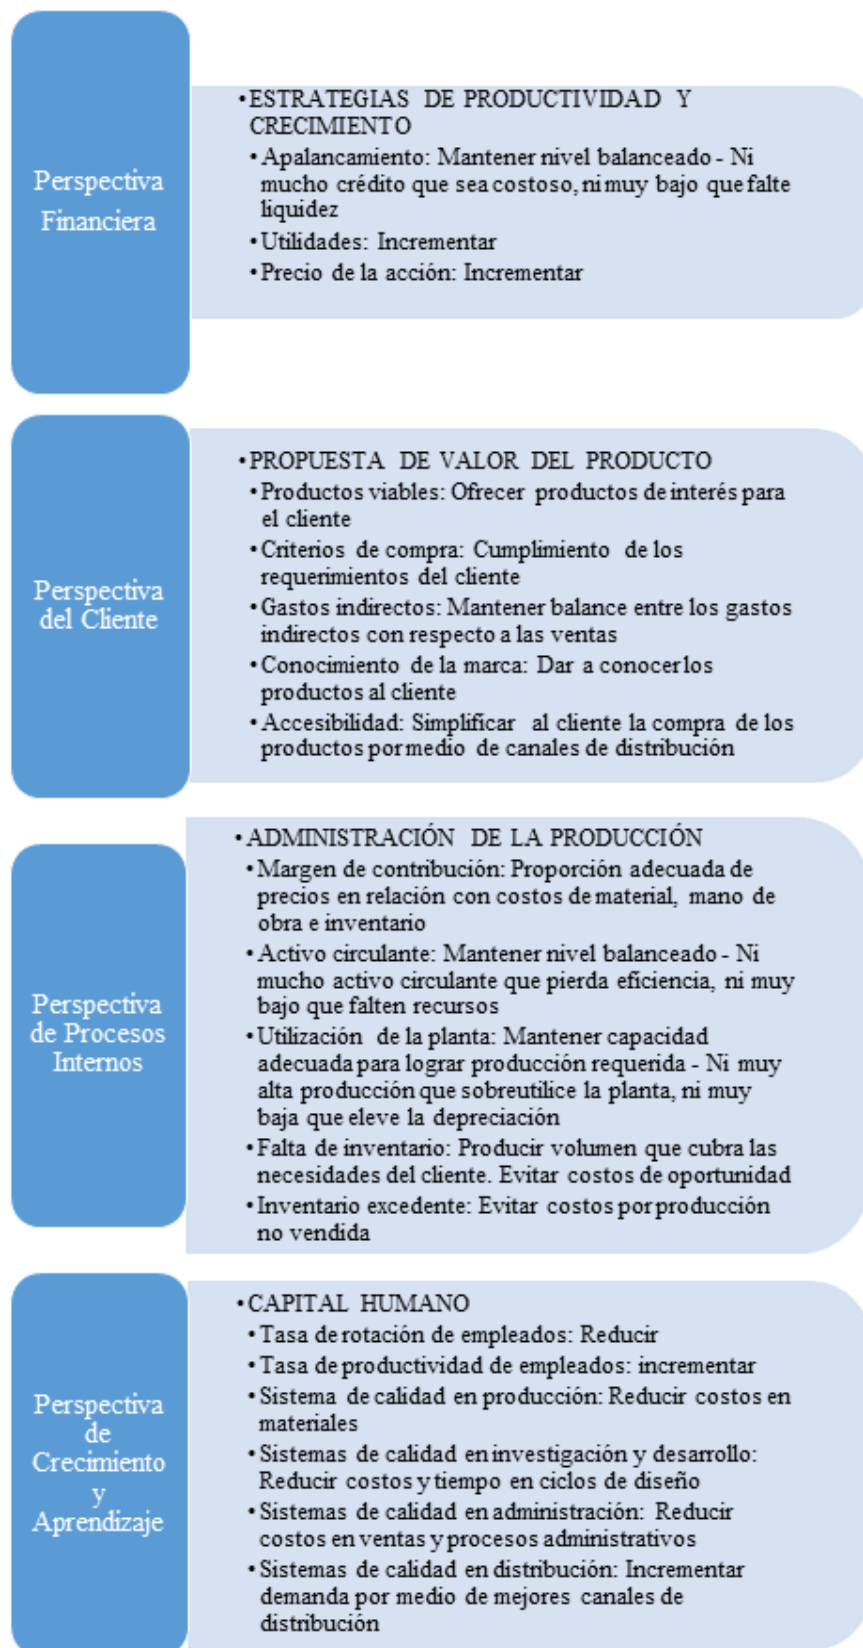 Perspectiva
Financiera
•ESTRATEGIAS DE PRODUCTIVIDAD Y
CRECIMIENTO
•Apalancamiento: Mantener nivel balanceado - Ni
mucho crédito que sea costoso, ni muy bajo que falte
liquidez
•Utilidades: Incrementar
•Precio de la acción: Incrementar
Perspectiva
del Cliente
•PROPUESTA DE VALOR DEL PRODUCTO
•Productos viables: Ofrecer productos de interés para
el cliente
•Criterios de compra: Cumplimiento de los
requerimientos del cliente
•Gastos indirectos: Mantener balance entre los gastos
indirectos con respecto a las ventas
•Conocimiento de la marca: Dar a conocer los
productos al cliente
•Accesibilidad: Simplificar al cliente la compra de los
productos por medio de canales de distribución
Perspectiva
de Procesos
Internos
•ADMINISTRACIÓN DE LA PRODUCCIÓN
•Margen de contribución: Proporción adecuada de
precios en relación con costos de material, mano de
obra e inventario
•Activo circulante: Mantener nivel balanceado - Ni
mucho activo circulante que pierda eficiencia, ni muy
bajo que falten recursos
•Utilización de la planta: Mantener capacidad
adecuada para lograr producción requerida - Ni muy
alta producción que sobreutilice la planta, ni muy
baja que eleve la depreciación
•Falta de inventario: Producir volumen que cubra las
necesidades del cliente. Evitar costos de oportunidad
•Inventario excedente: Evitar costos por producción
no vendida
Perspectiva
de
Crecimiento
y
Aprendizaje
•CAPITAL HUMANO
•Tasa de rotación de empleados: Reducir
•Tasa de productividad de empleados: incrementar
•Sistema de calidad en producción: Reducir costos en
materiales
•Sistemas de calidad en investigación y desarrollo:
Reducir costos y tiempo en ciclos de diseño
•Sistemas de calidad en administración: Reducir
costos en ventas y procesos administrativos
•Sistemas de calidad en distribución: Incrementar
demanda por medio de mejores canales de
distribución